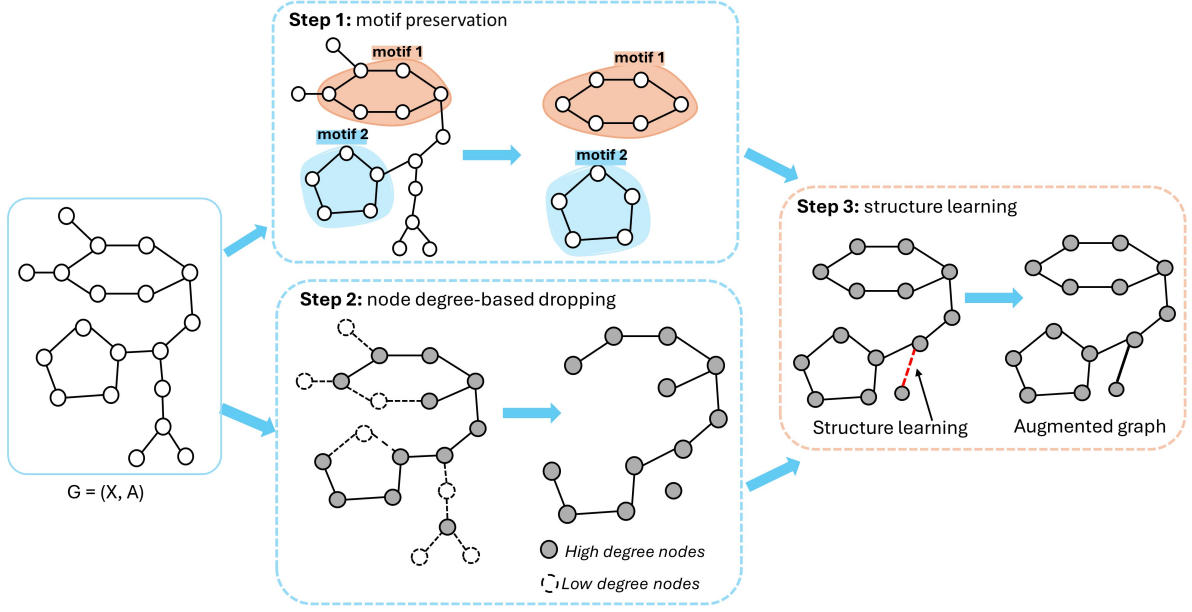 Step 1: motif preservation
motif 1
motif 1
motif 2
motif 2
G = (X, A)
Step 2: node degree-based dropping
High degree nodes
Low degree nodes
Step 3: structure learning
Structure learning
Augmented graph